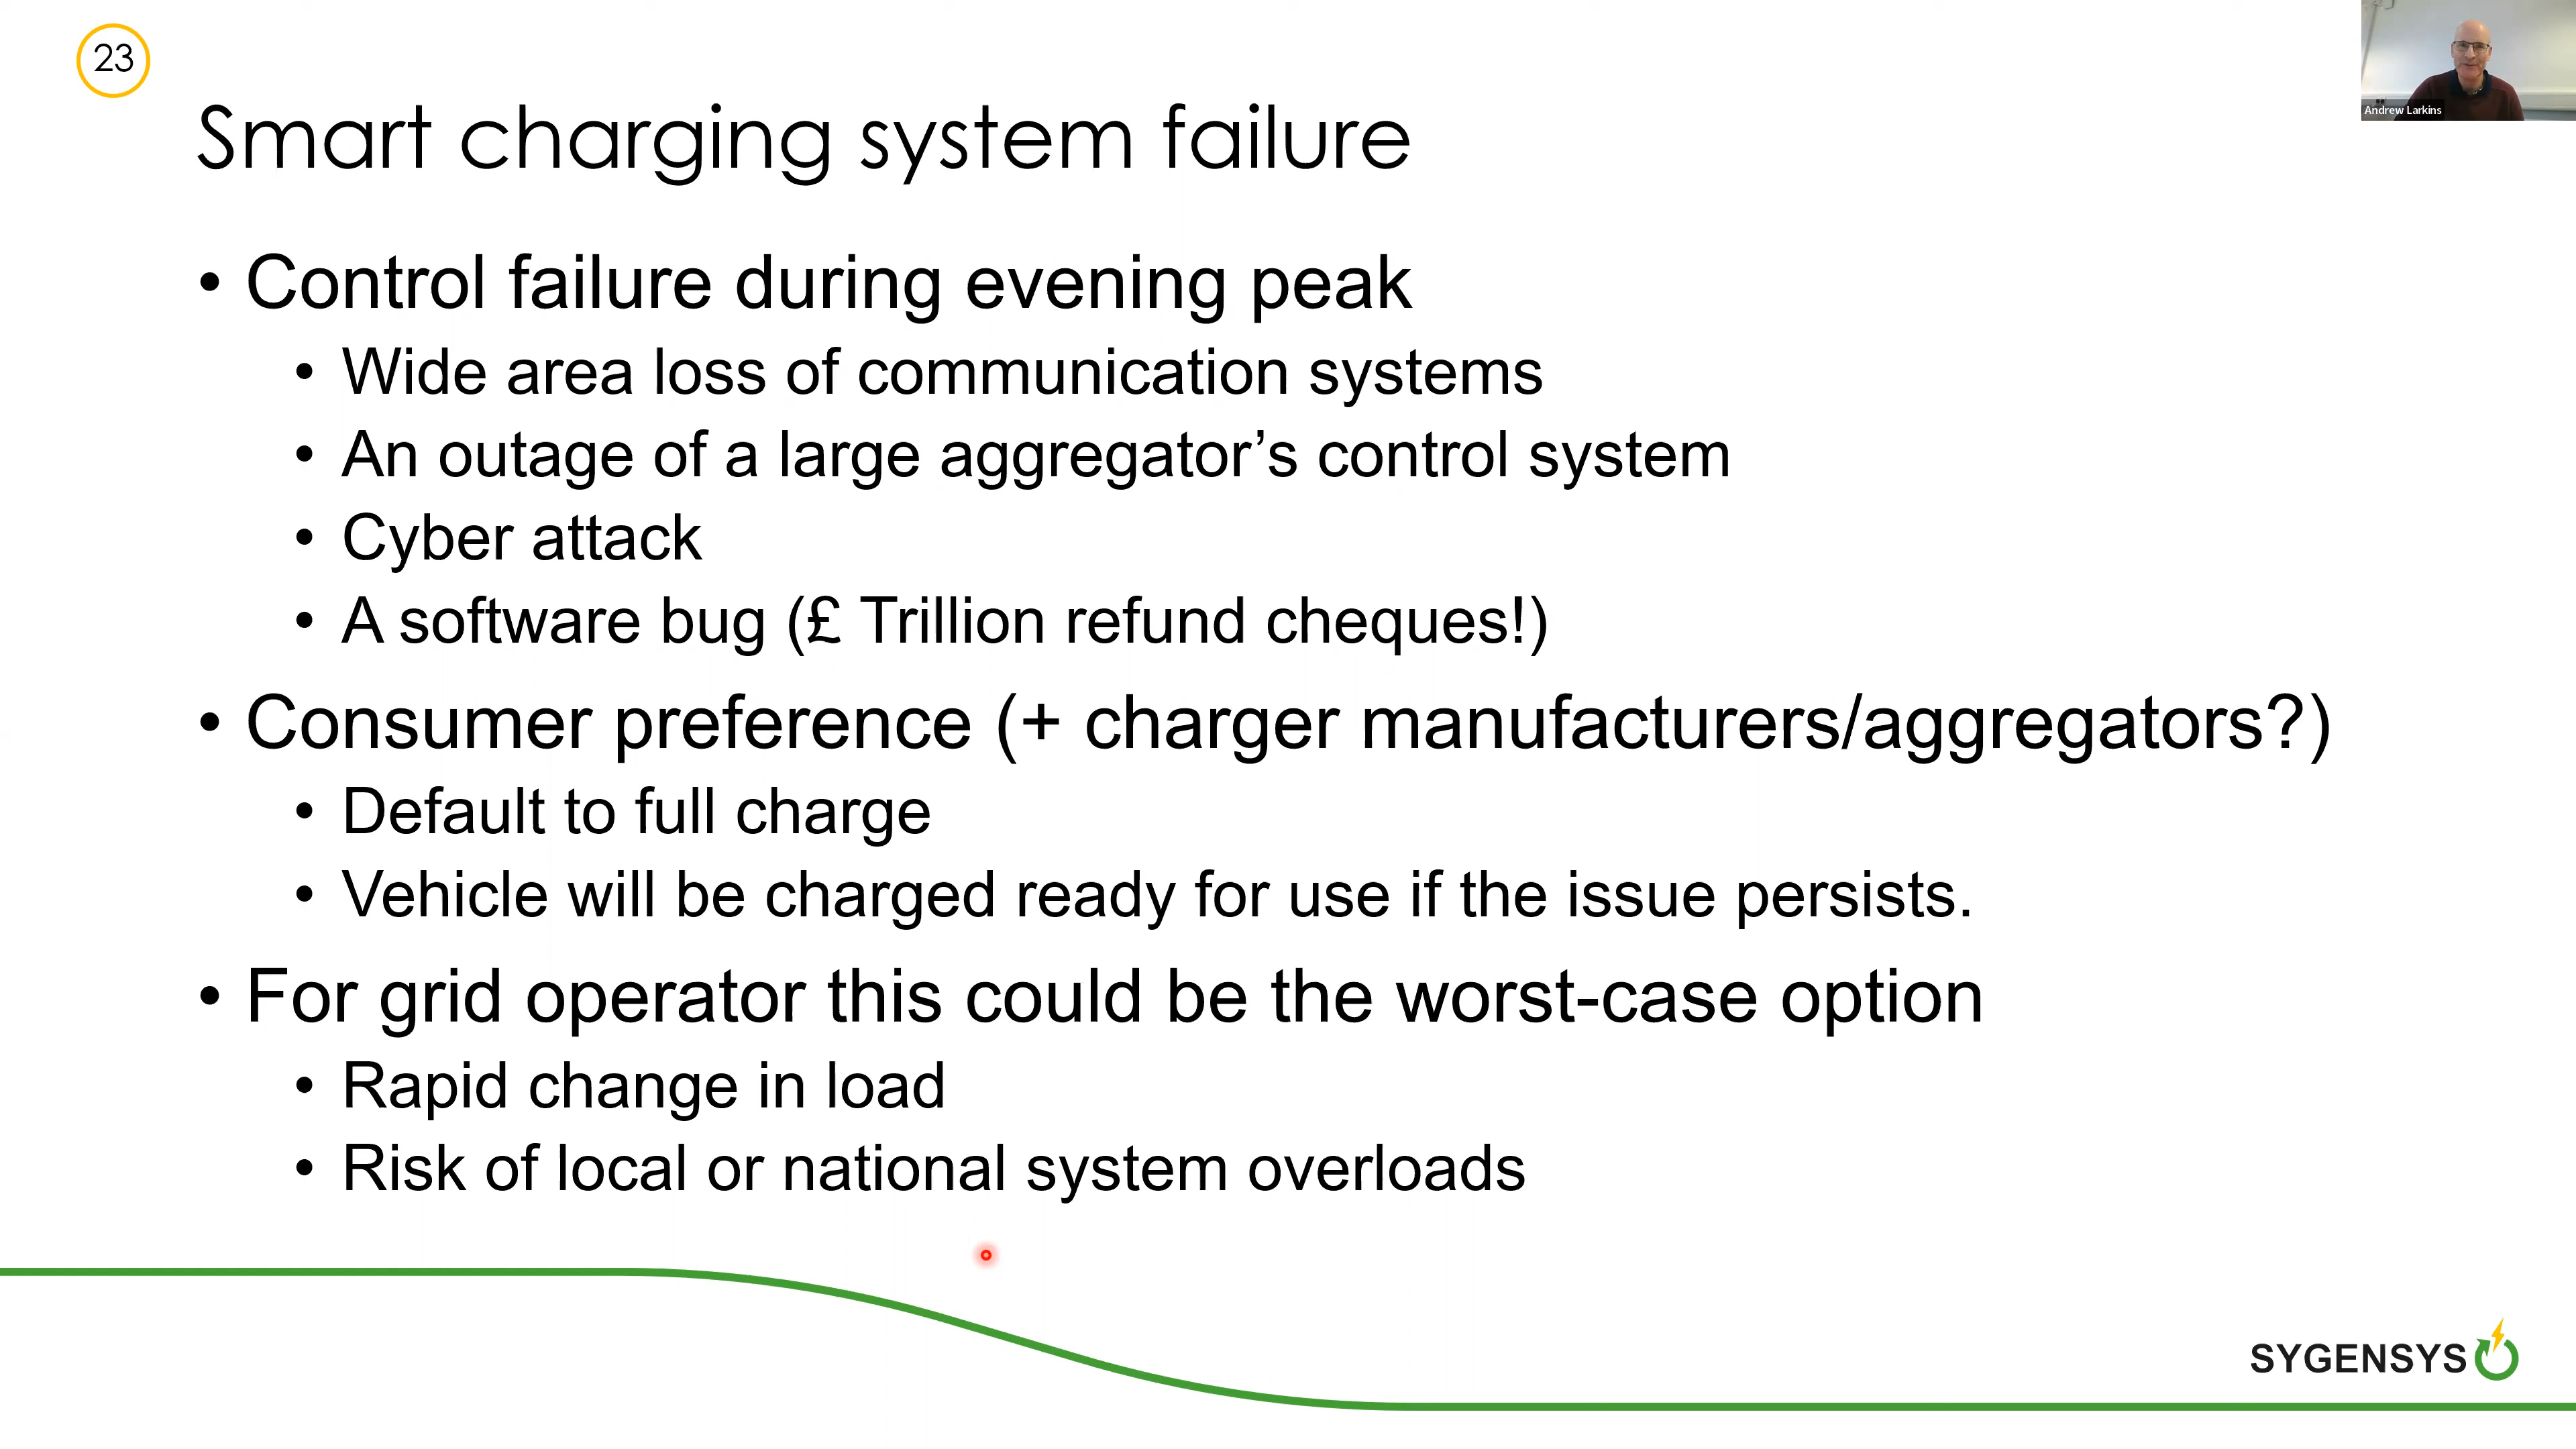 23
Andrew Larkins
Smart charging system failure
• Control failure during evening peak
• Wide area loss of communication systems
• An outage of a large aggregator’s control system
• Cyber attack
• A software bug (£ Trillion refund cheques!)
• Consumer preference (+ charger manufacturers/aggregators?)
• Default to full charge
• Vehicle will be charged ready for use if the issue persists.
• For grid operator this could be the worst-case option
• Rapid change in load
• Risk of local or national system overloads
SYGENSYS